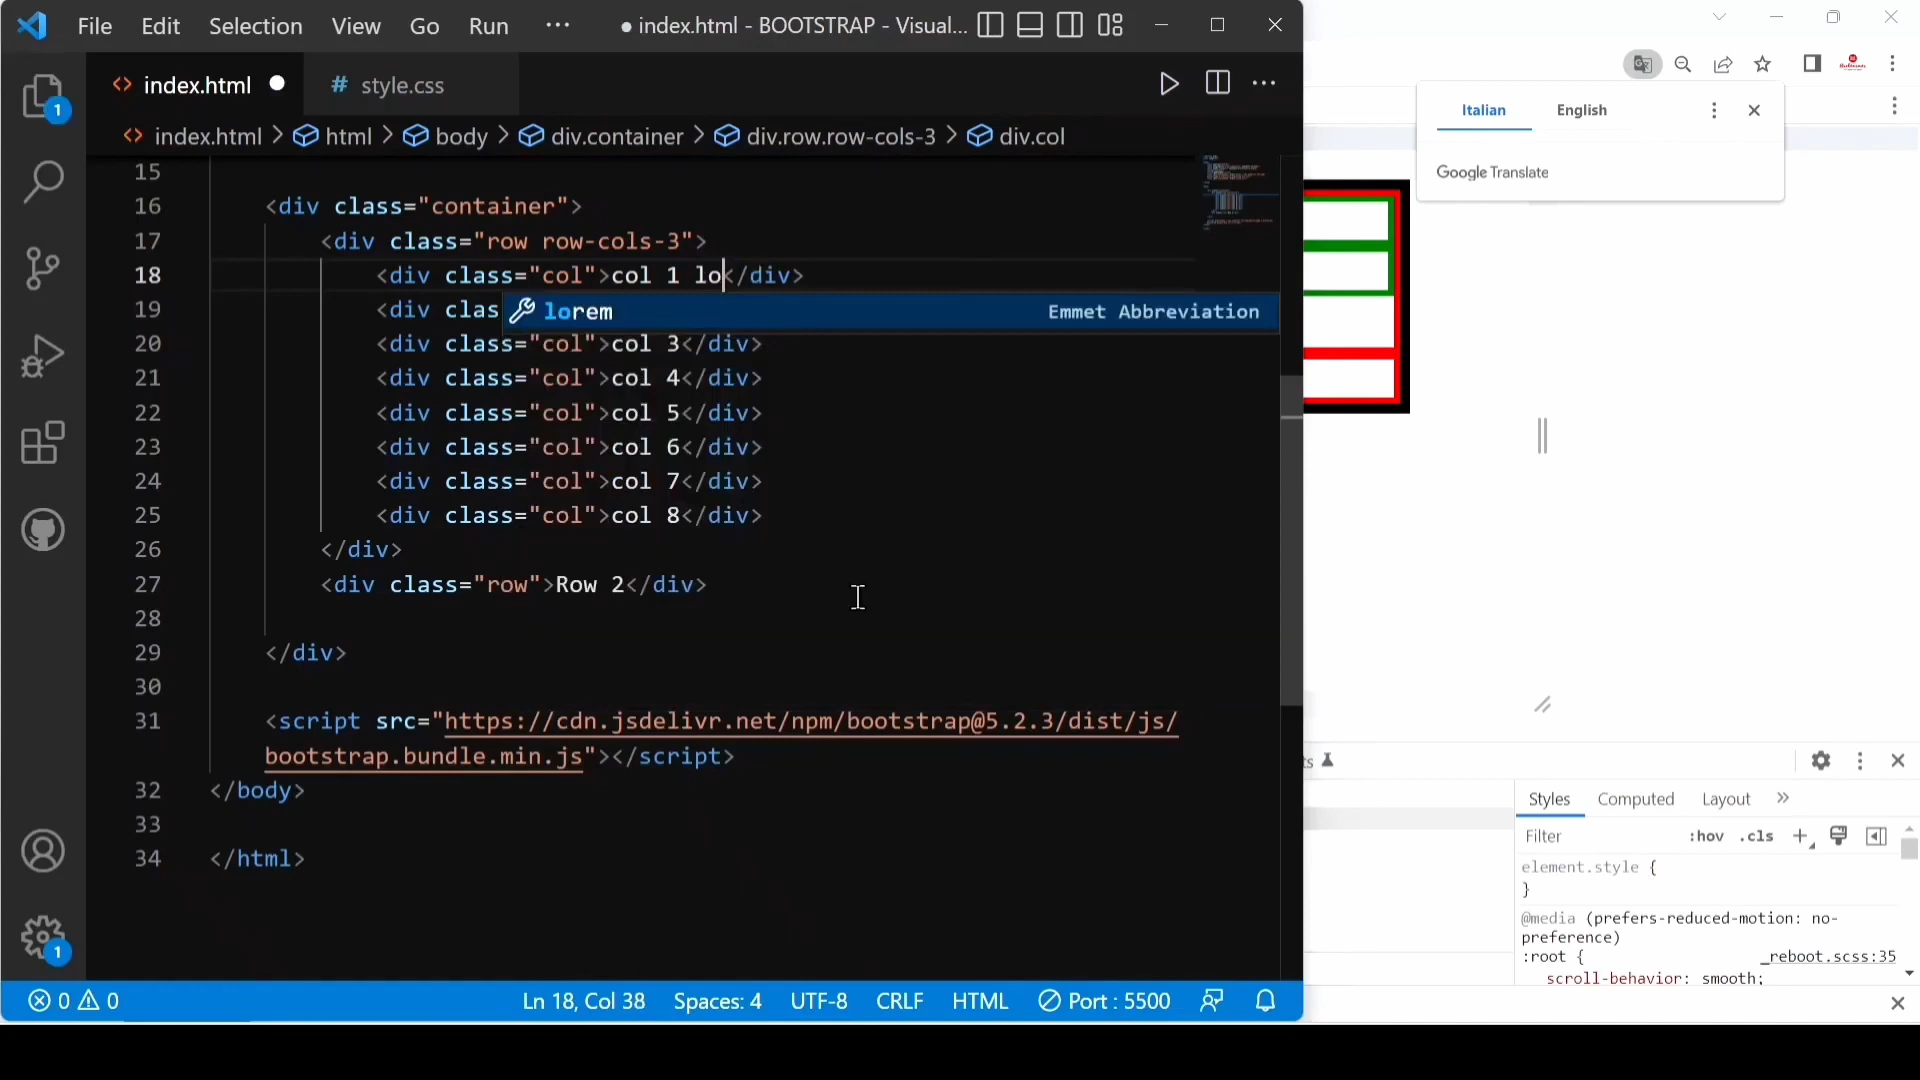 File Edit Selection View Go Run ··· ● index.html - BOOTSTRAP - Visual...
index.html ● # style.css
index.html > html > body > div.container > div.row.row-cols-3 > div.col
15
16 <div class="container">
17 <div class="row row-cols-3">
18 <div class="col">col 1 lo</div>
19 <div clas
lorem Emmet Abbreviation
20 <div class="col">col 3</div>
21 <div class="col">col 4</div>
22 <div class="col">col 5</div>
23 <div class="col">col 6</div>
24 <div class="col">col 7</div>
25 <div class="col">col 8</div>
26 </div>
27 <div class="row">Row 2</div>
28
29 </div>
30
31 <script src="https://cdn.jsdelivr.net/npm/bootstrap@5.2.3/dist/js/
bootstrap.bundle.min.js"></script>
32 </body>
33
34 </html>
1
1
0 0 Ln 18, Col 38 Spaces: 4 UTF-8 CRLF HTML Port : 5500
Italian English
Google Translate
ts
Styles Computed Layout »
Filter :hov .cls +
element.style {
}
@media (prefers-reduced-motion: no-
preference)
:root { _reboot.scss:35
scroll-behavior: smooth;